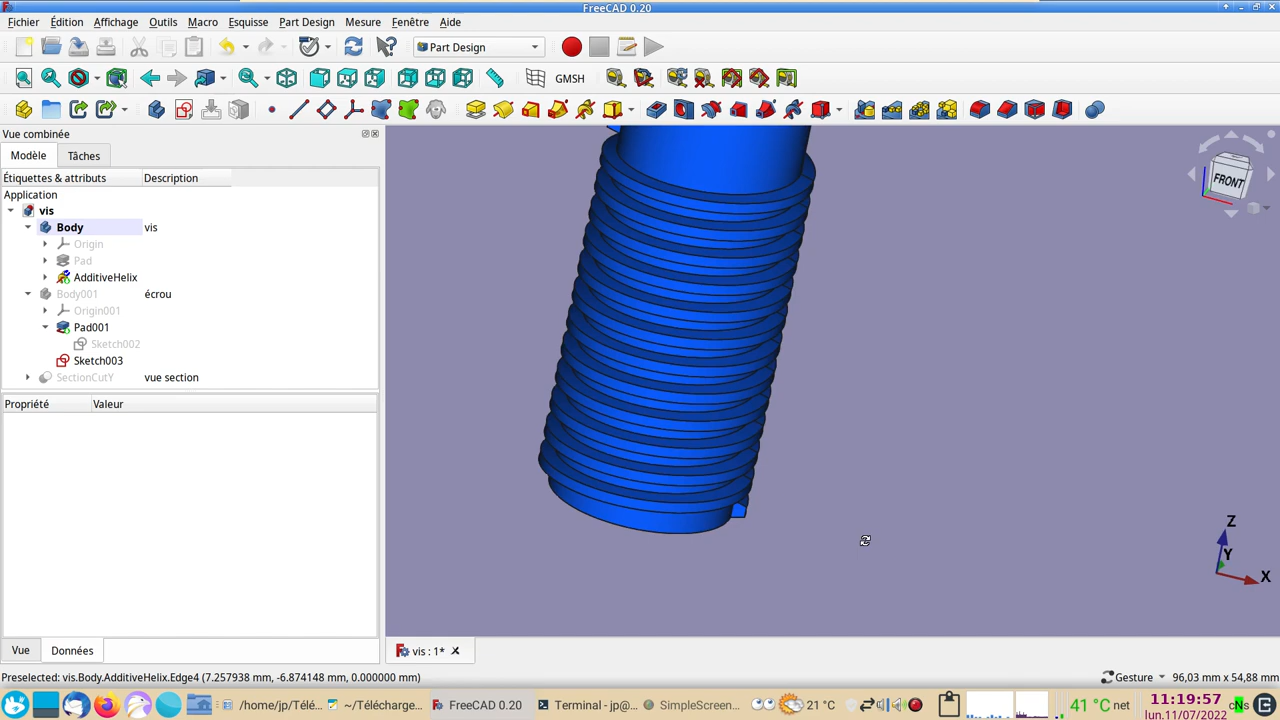 FreeCAD 0.20
Fichier Édition Affichage Outils Macro Esquisse Part Design Mesure Fenêtre Aide
Part Design
GMSH
Vue combinée
Modèle Tâches
Étiquettes & attributs Description
Application
vis
Body vis
Origin
Pad
AdditiveHelix
Body001 écrou
Origin001
Pad001
Sketch002
Sketch003
SectionCutY vue section
Propriété Valeur
FRONT
Z
Y
X
Vue Données
vis : 1*
Preselected: vis.Body.AdditiveHelix.Edge4 (7.257938 mm, -6.874148 mm, 0.000000 mm)
Gesture 96,03 mm x 54,88 mm
/home/jp/Télé... ~/Télécharge... FreeCAD 0.20 Terminal - jp@... SimpleScreen... 21 °C 41 °C net 11:19:57 cNs
lun.11/07/2022